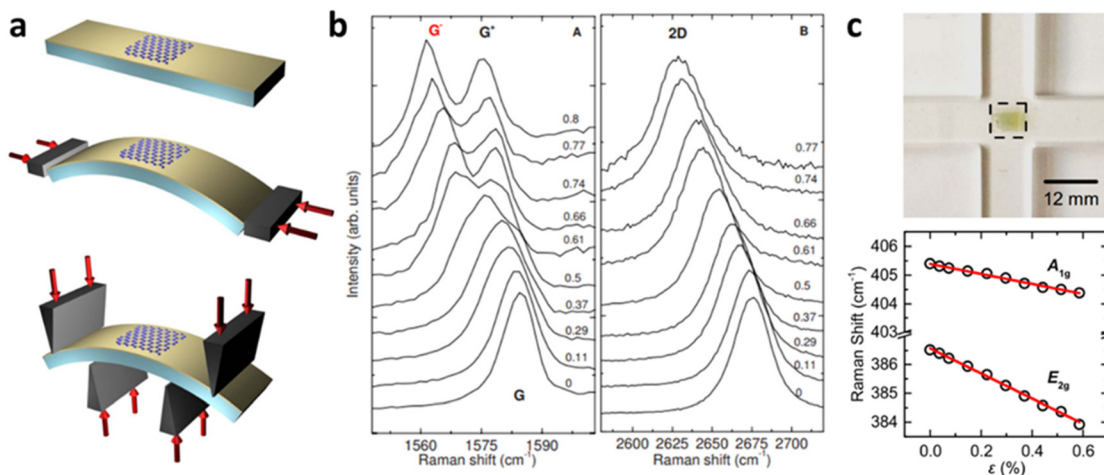 a
b
c
G⁻
G⁺
A
2D
B
0.8
0.77
0.74
0.66
0.61
0.5
0.37
0.29
0.11
0
G
0.77
0.74
0.66
0.61
0.5
0.37
0.29
0.11
0
Intensity (arb. units)
1560 1575 1590
Raman shift (cm⁻¹)
2580 2625 2650 2675 2700
Raman shift (cm⁻¹)
12 mm
406
405
404
403
386
385
384
A1g
E2g
Raman Shift (cm⁻¹)
0.0 0.2 0.4 0.6
ε (%)